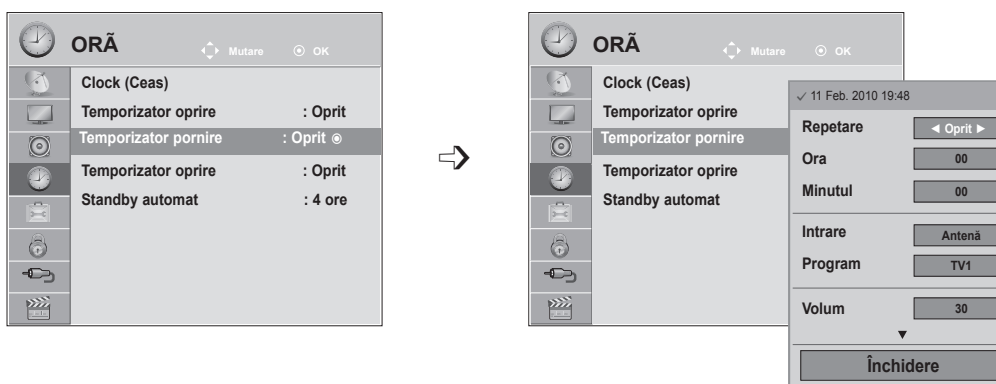 ORÃ
Mutare OK
Clock (Ceas)
Temporizator oprire : Oprit
Temporizator pornire : Oprit
Temporizator oprire : Oprit
Standby automat : 4 ore
ORÃ
Mutare OK
Clock (Ceas)
Temporizator oprire
Temporizator pornire
Temporizator oprire
Standby automat
✓ 11 Feb. 2010 19:48
Repetare ◄ Oprit ►
Ora 00
Minutul 00
Intrare Antenă
Program TV1
Volum 30
▼
Închidere